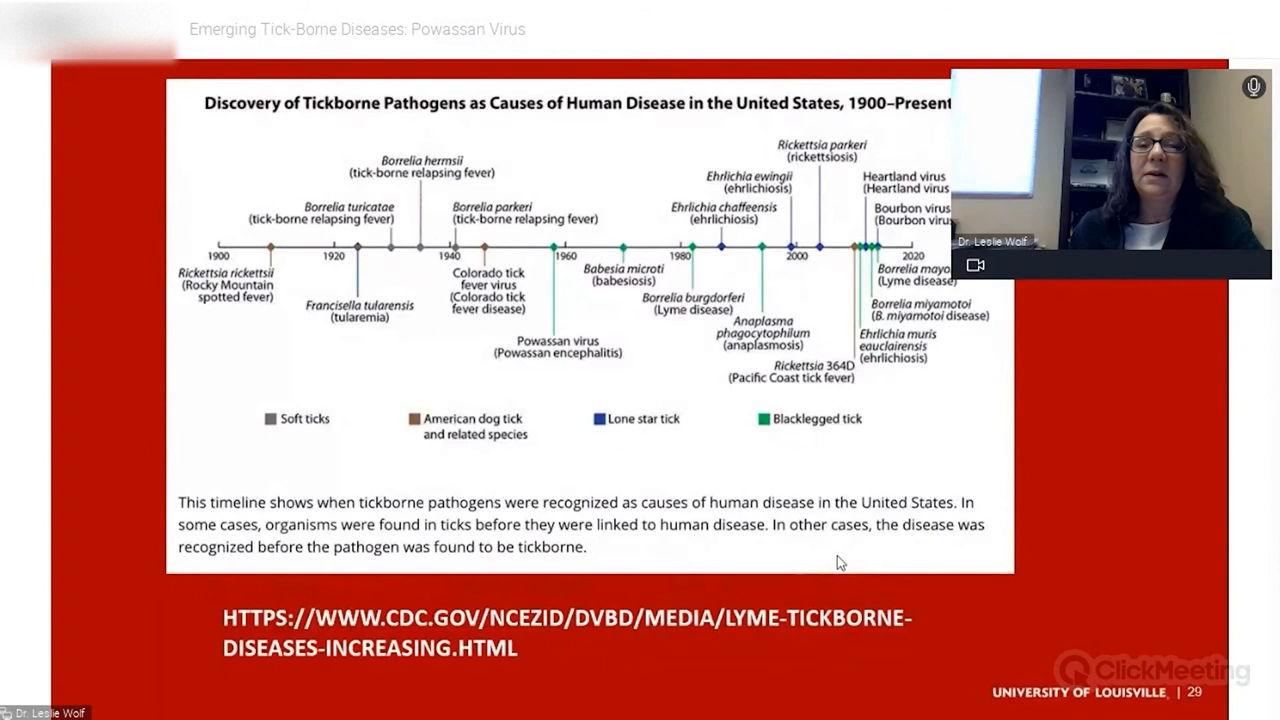 Emerging Tick-Borne Diseases: Powassan Virus
Discovery of Tickborne Pathogens as Causes of Human Disease in the United States, 1900–Present
Rickettsia parkeri
(rickettsiosis)
Borrelia hermsii
(tick-borne relapsing fever)
Ehrlichia ewingii
(ehrlichiosis)
Heartland virus
(Heartland virus
Borrelia turicatae
(tick-borne relapsing fever)
Borrelia parkeri
(tick-borne relapsing fever)
Ehrlichia chaffeensis
(ehrlichiosis)
Bourbon virus
(Bourbon virus
Dr. Leslie Wolf
1900
1920
1940
1960
1980
2000
2020
Rickettsia rickettsii
(Rocky Mountain
spotted fever)
Francisella tularensis
(tularemia)
Colorado tick
fever virus
(Colorado tick
fever disease)
Powassan virus
(Powassan encephalitis)
Babesia microti
(babesiosis)
Borrelia burgdorferi
(Lyme disease)
Anaplasma
phagocytophilum
(anaplasmosis)
Rickettsia 364D
(Pacific Coast tick fever)
Borrelia mayo
(Lyme disease)
Borrelia miyamotoi
(B. miyamotoi disease)
Ehrlichia muris
eauclairensis
(ehrlichiosis)
Soft ticks
American dog tick
and related species
Lone star tick
Blacklegged tick
This timeline shows when tickborne pathogens were recognized as causes of human disease in the United States. In
some cases, organisms were found in ticks before they were linked to human disease. In other cases, the disease was
recognized before the pathogen was found to be tickborne.
HTTPS://WWW.CDC.GOV/NCEZID/DVBD/MEDIA/LYME-TICKBORNE-
DISEASES-INCREASING.HTML
ClickMeeting
UNIVERSITY OF LOUISVILLE | 29
Dr. Leslie Wolf